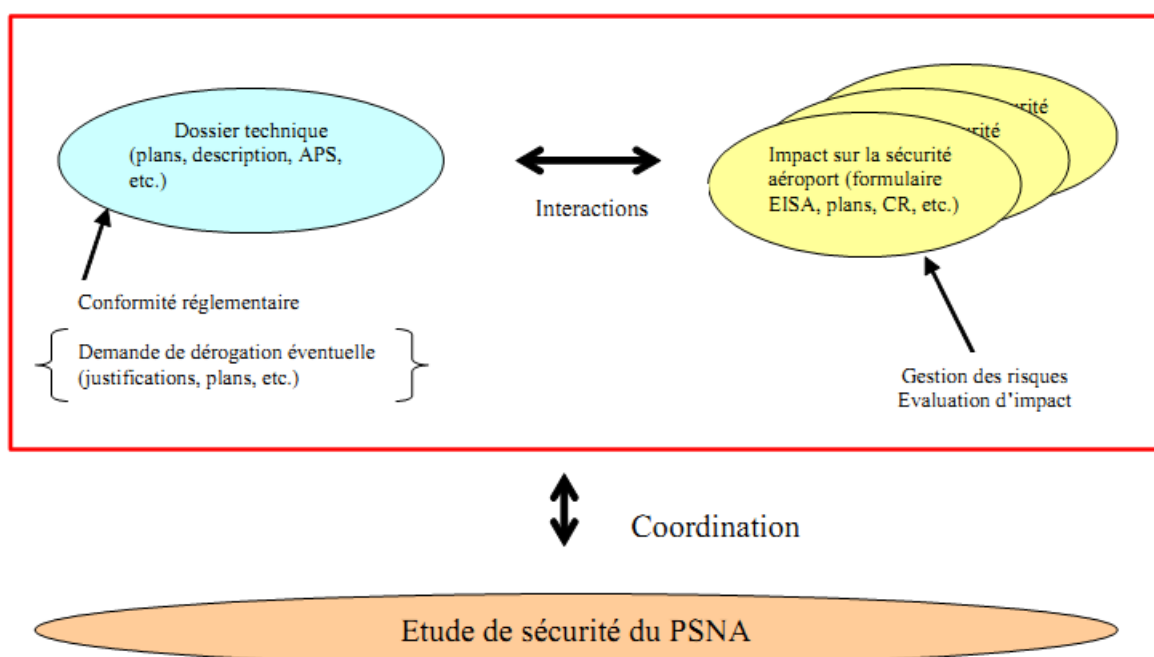 Dossier technique
(plans, description, APS,
etc.)
Interactions
Impact sur la sécurité
aéroport (formulaire
EISA, plans, CR, etc.)
Conformité réglementaire
Demande de dérogation éventuelle
(justifications, plans, etc.)
Gestion des risques
Evaluation d'impact
Coordination
Etude de sécurité du PSNA